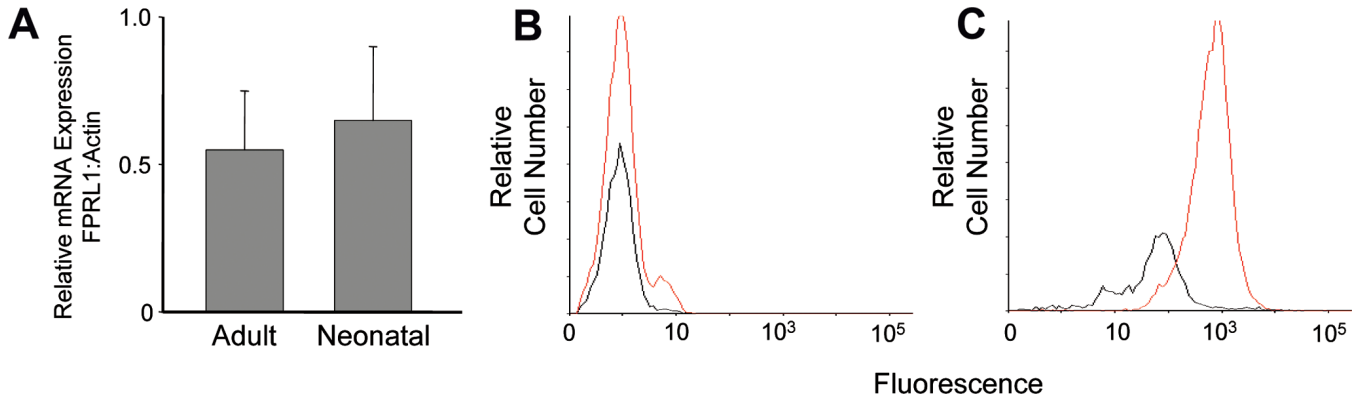 A
Relative mRNA Expression
FPRL1:Actin
1.0
0.5
0
Adult
Neonatal
B
Relative
Cell Number
0
10
10³
10⁵
C
Relative
Cell Number
0
10
10³
10⁵
Fluorescence